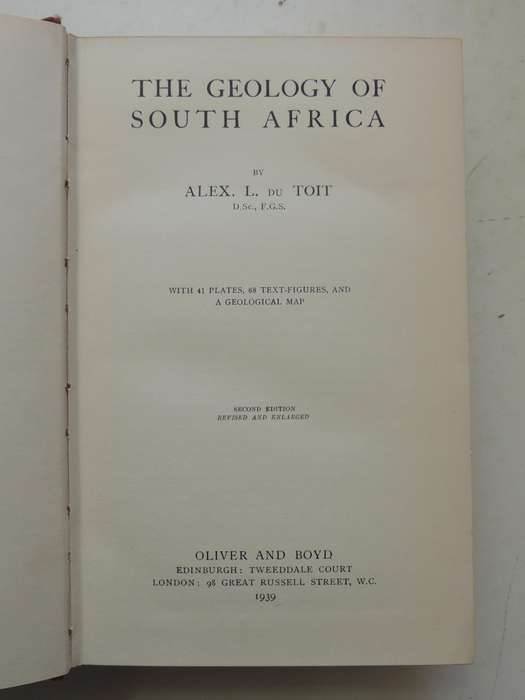 THE GEOLOGY OF
SOUTH AFRICA
BY
ALEX. L. DU TOIT
D.Sc., F.G.S.
WITH 41 PLATES, 68 TEXT-FIGURES, AND
A GEOLOGICAL MAP
SECOND EDITION
REVISED AND ENLARGED
OLIVER AND BOYD
EDINBURGH: TWEEDDALE COURT
LONDON: 98 GREAT RUSSELL STREET, W.C.
1939